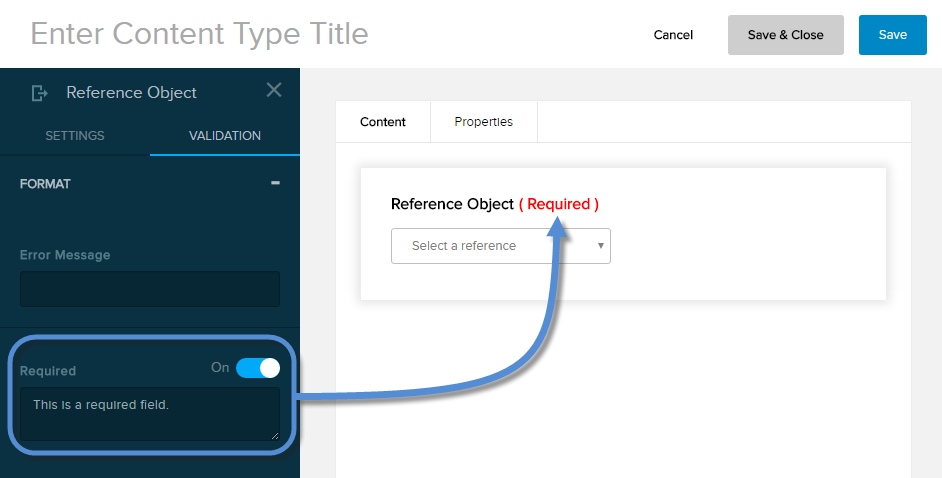 Enter Content Type Title
Cancel
Save & Close
Save
Reference Object
SETTINGS
VALIDATION
FORMAT
Error Message
Required
On
This is a required field.
Content
Properties
Reference Object ( Required )
Select a reference